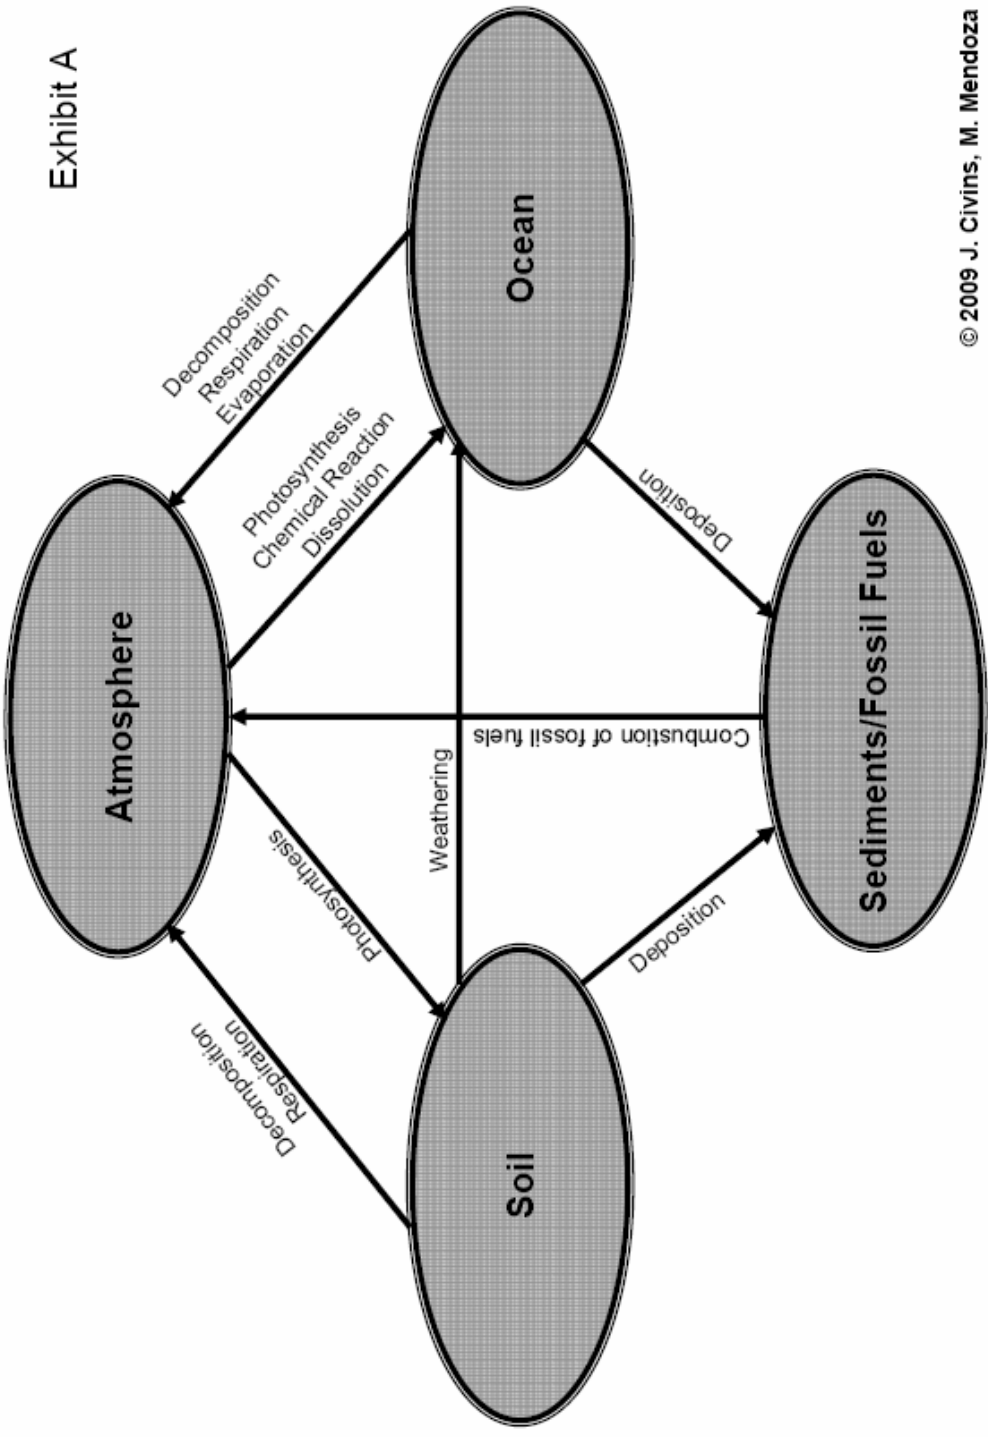 Exhibit A
Atmosphere
Decomposition
Respiration
Evaporation
Photosynthesis
Chemical Reaction
Dissolution
Decomposition
Respiration
Photosynthesis
Weathering
Combustion of fossil fuels
Soil
Ocean
Deposition
Deposition
Sediments/Fossil Fuels
© 2009 J. Civins, M. Mendoza